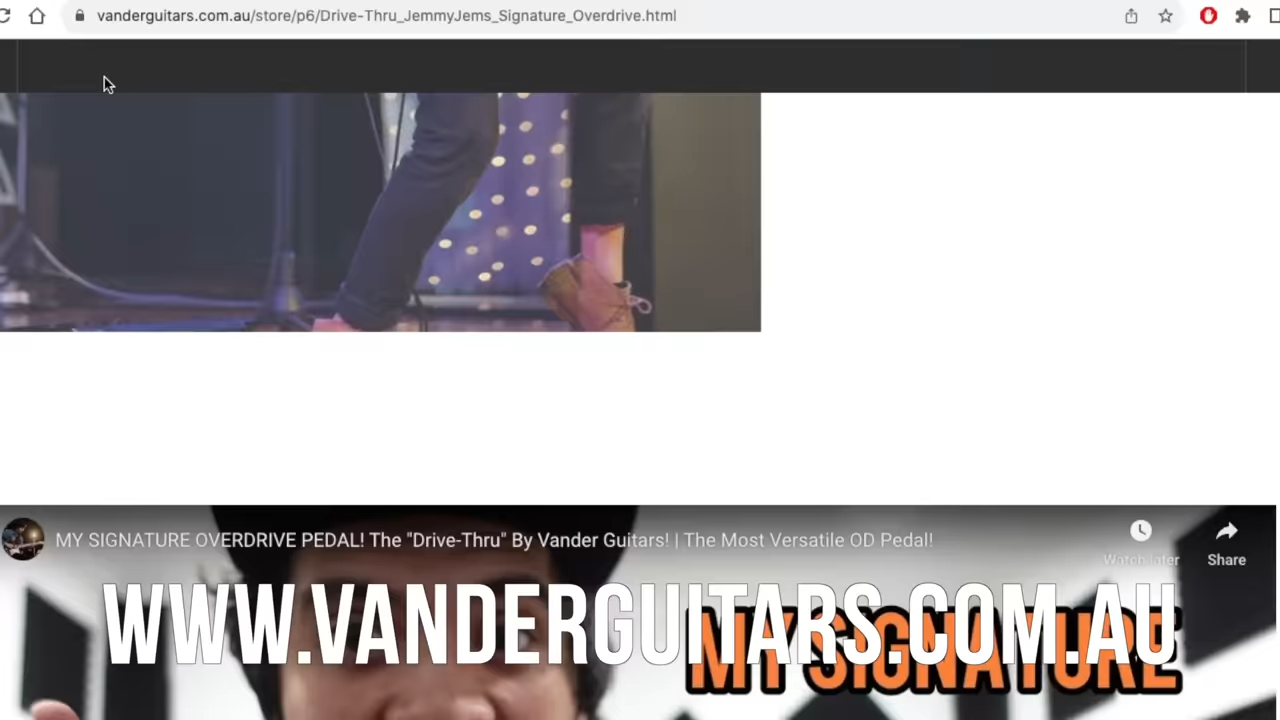 vanderguitars.com.au/store/p6/Drive-Thru_JemmyJems_Signature_Overdrive.html
MY SIGNATURE OVERDRIVE PEDAL! The "Drive-Thru" By Vander Guitars! | The Most Versatile OD Pedal!
Watch later
Share
WWW.VANDERGUITARS.COM.AU
MY SIGNATURE